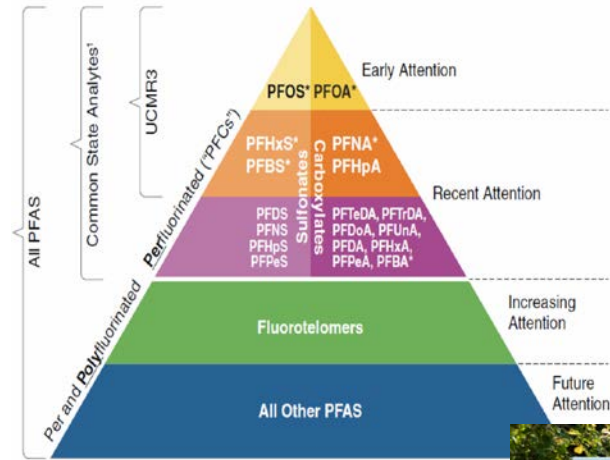 All PFAS
Common State Analytes†
UCMR3
Perfluorinated ("PFCs")
Per and Polyfluorinated
PFOS* PFOA*
Sulfonates
Carboxylates
PFHxS*
PFBS*
PFNA*
PFHpA
PFDS
PFNS
PFHpS
PFPeS
PFTeDA, PFTrDA,
PFDoA, PFUnA,
PFDA, PFHxA,
PFPeA, PFBA*
Fluorotelomers
All Other PFAS
Early Attention
Recent Attention
Increasing
Attention
Future
Attention